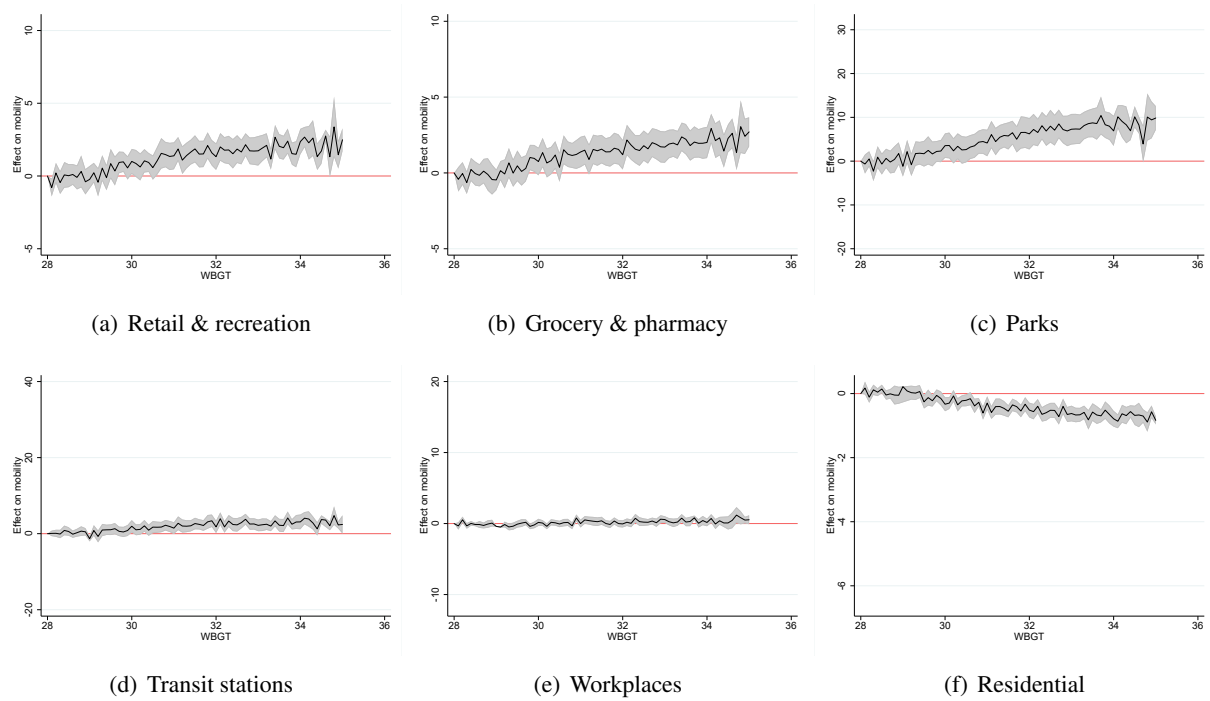 10
5
0
-5
Effect on mobility
28 30 32 34 36
WBGT
(a) Retail & recreation
10
5
0
-5
Effect on mobility
28 30 32 34 36
WBGT
(b) Grocery & pharmacy
30
20
10
0
-10
-20
Effect on mobility
28 30 32 34 36
WBGT
(c) Parks
40
20
0
-20
Effect on mobility
28 30 32 34 36
WBGT
(d) Transit stations
20
10
0
-10
Effect on mobility
28 30 32 34 36
WBGT
(e) Workplaces
0
-2
-4
-6
Effect on mobility
28 30 32 34 36
WBGT
(f) Residential